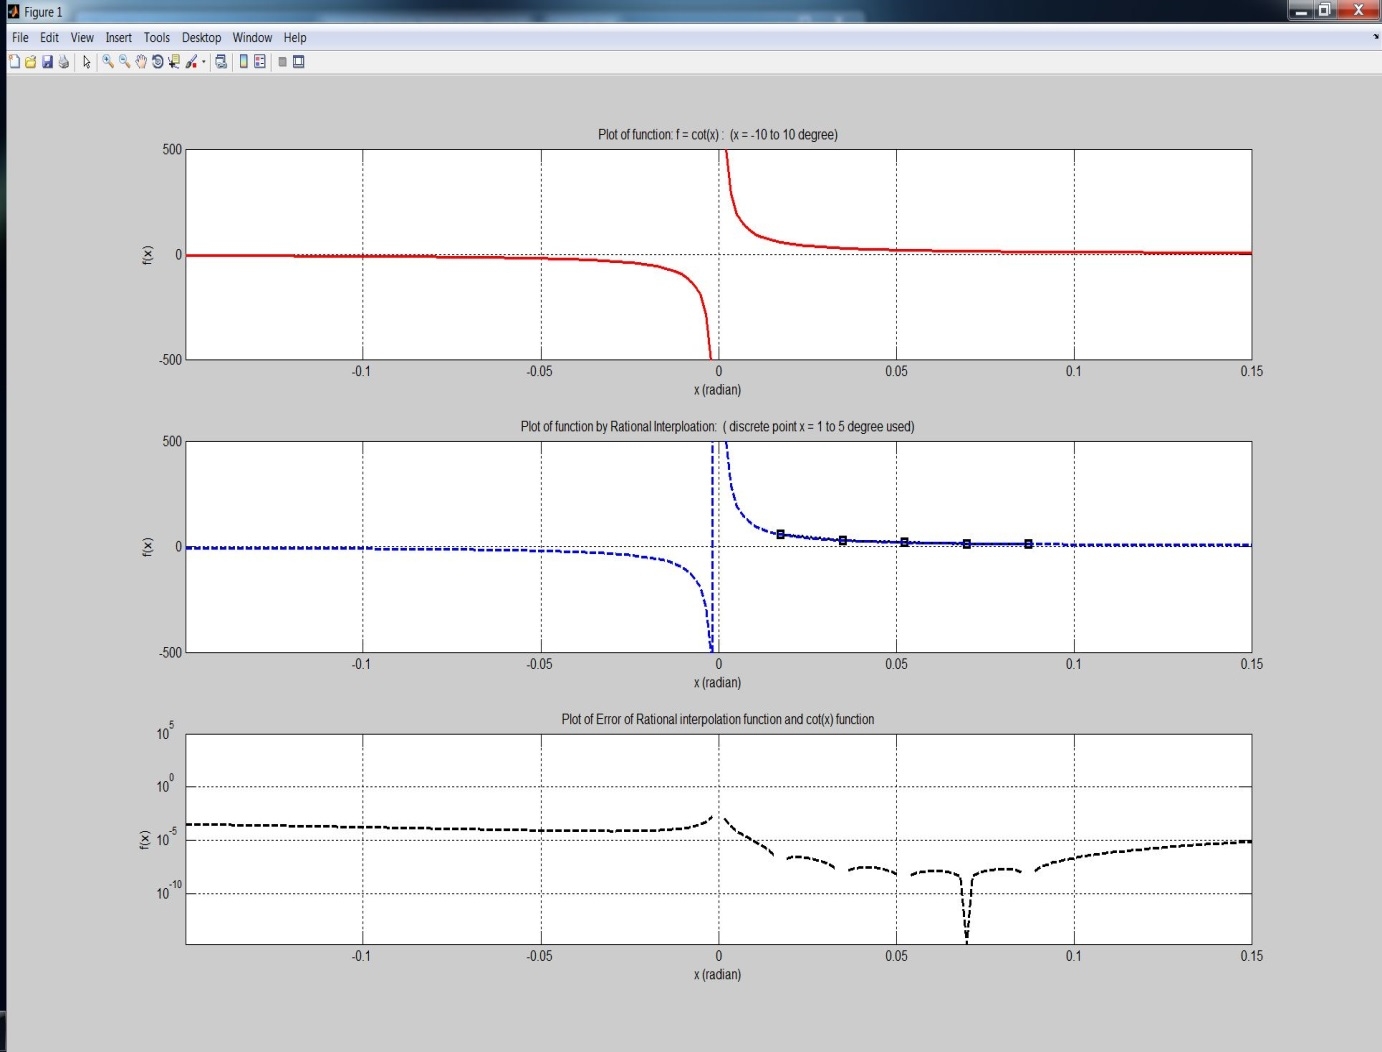 Figure 1
File Edit View Insert Tools Desktop Window Help
Plot of function: f = cot(x) : (x = -10 to 10 degree)
500
0
-500
f(x)
-0.1 -0.05 0 0.05 0.1 0.15
x (radian)
Plot of function by Rational Interploation: ( discrete point x = 1 to 5 degree used)
500
0
-500
f(x)
-0.1 -0.05 0 0.05 0.1 0.15
x (radian)
Plot of Error of Rational interpolation function and cot(x) function
10^5
10^0
10^-5
10^-10
f(x)
-0.1 -0.05 0 0.05 0.1 0.15
x (radian)